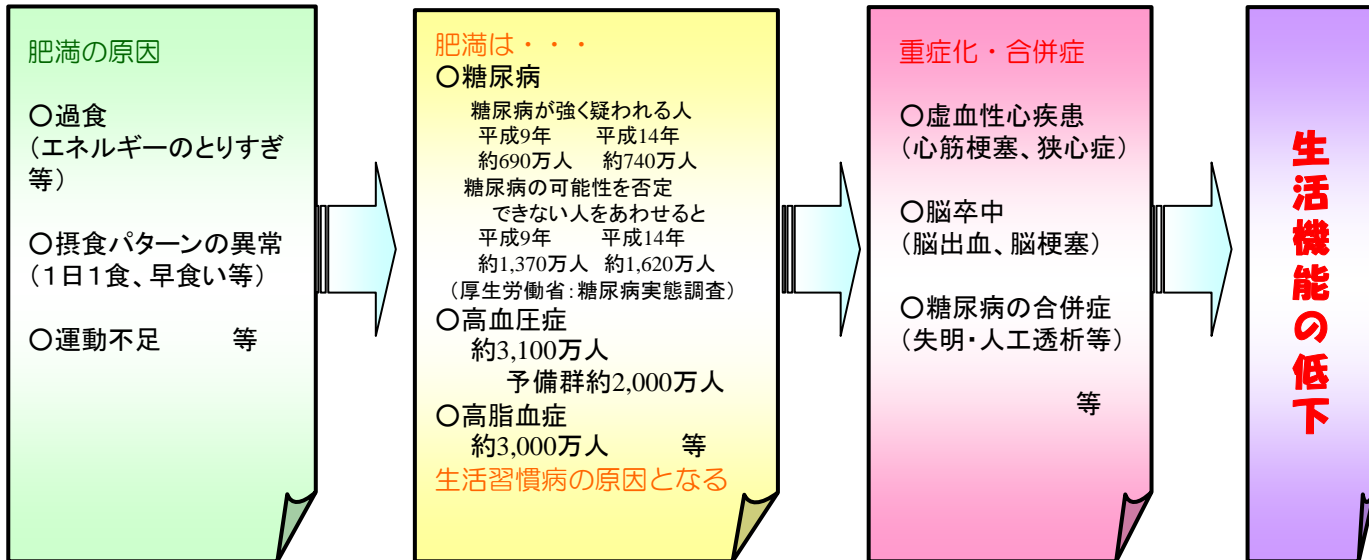 肥満の原因
○過食
（エネルギーのとりすぎ
等）
○摂食パターンの異常
（１日１食、早食い等）
○運動不足　　　等
肥満は・・・
○糖尿病
糖尿病が強く疑われる人
平成9年　　平成14年
約690万人　約740万人
糖尿病の可能性を否定
できない人をあわせると
平成9年　　平成14年
約1,370万人　約1,620万人
（厚生労働省：糖尿病実態調査）
○高血圧症
約3,100万人
予備群約2,000万人
○高脂血症
約3,000万人　　　等
生活習慣病の原因となる
重症化・合併症
○虚血性心疾患
（心筋梗塞、狭心症）
○脳卒中
（脳出血、脳梗塞）
○糖尿病の合併症
（失明・人工透析等）
等
生活機能の低下